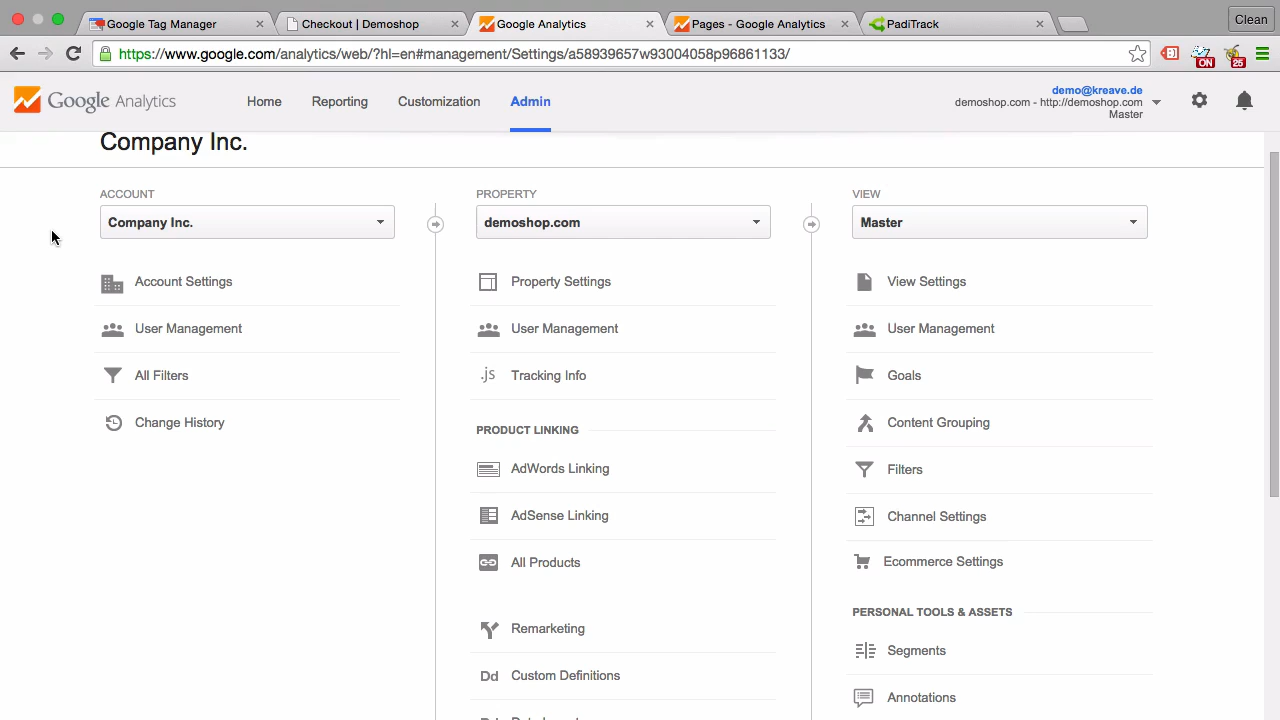 Google Tag Manager
Checkout | Demoshop
Google Analytics
Pages - Google Analytics
PadiTrack
Clean
https://www.google.com/analytics/web/?hl=en#management/Settings/a58939657w93004058p96861133/
ON
25
Google Analytics
Home
Reporting
Customization
Admin
demo@kreave.de
demoshop.com - http://demoshop.com
Master
Company Inc.
ACCOUNT
Company Inc.
Account Settings
User Management
All Filters
Change History
PROPERTY
demoshop.com
Property Settings
User Management
.js Tracking Info
PRODUCT LINKING
AdWords Linking
AdSense Linking
All Products
Remarketing
Dd Custom Definitions
VIEW
Master
View Settings
User Management
Goals
Content Grouping
Filters
Channel Settings
Ecommerce Settings
PERSONAL TOOLS & ASSETS
Segments
Annotations